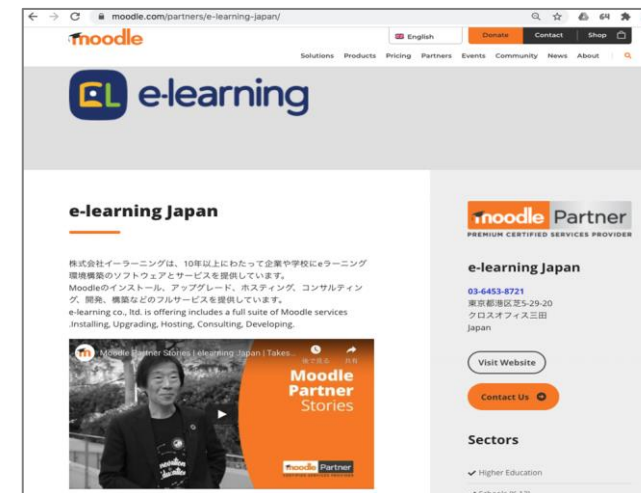 moodle.com/partners/e-learning-japan/
moodle
English
Donate
Contact
Shop
Solutions Products Pricing Partners Events Community News About
EL e-learning
e-learning Japan
株式会社イーラーニングは、10年以上にわたって企業や学校にeラーニング
環境構築のソフトウェアとサービスを提供しています。
Moodleのインストール、アップグレード、ホスティング、コンサルティン
グ、開発、構築などのフルサービスを提供しています。
e-learning co., ltd. is offering includes a full suite of Moodle services
.Installing, Upgrading, Hosting, Consulting, Developing.
Moodle Partner Stories | elearning Japan | Takes...
後で見る 共有
Moodle
Partner
Stories
moodle Partner
moodle Partner
PREMIUM CERTIFIED SERVICES PROVIDER
e-learning Japan
03-6453-8721
東京都港区芝5-29-20
クロスオフィス三田
Japan
Visit Website
Contact Us
Sectors
Higher Education